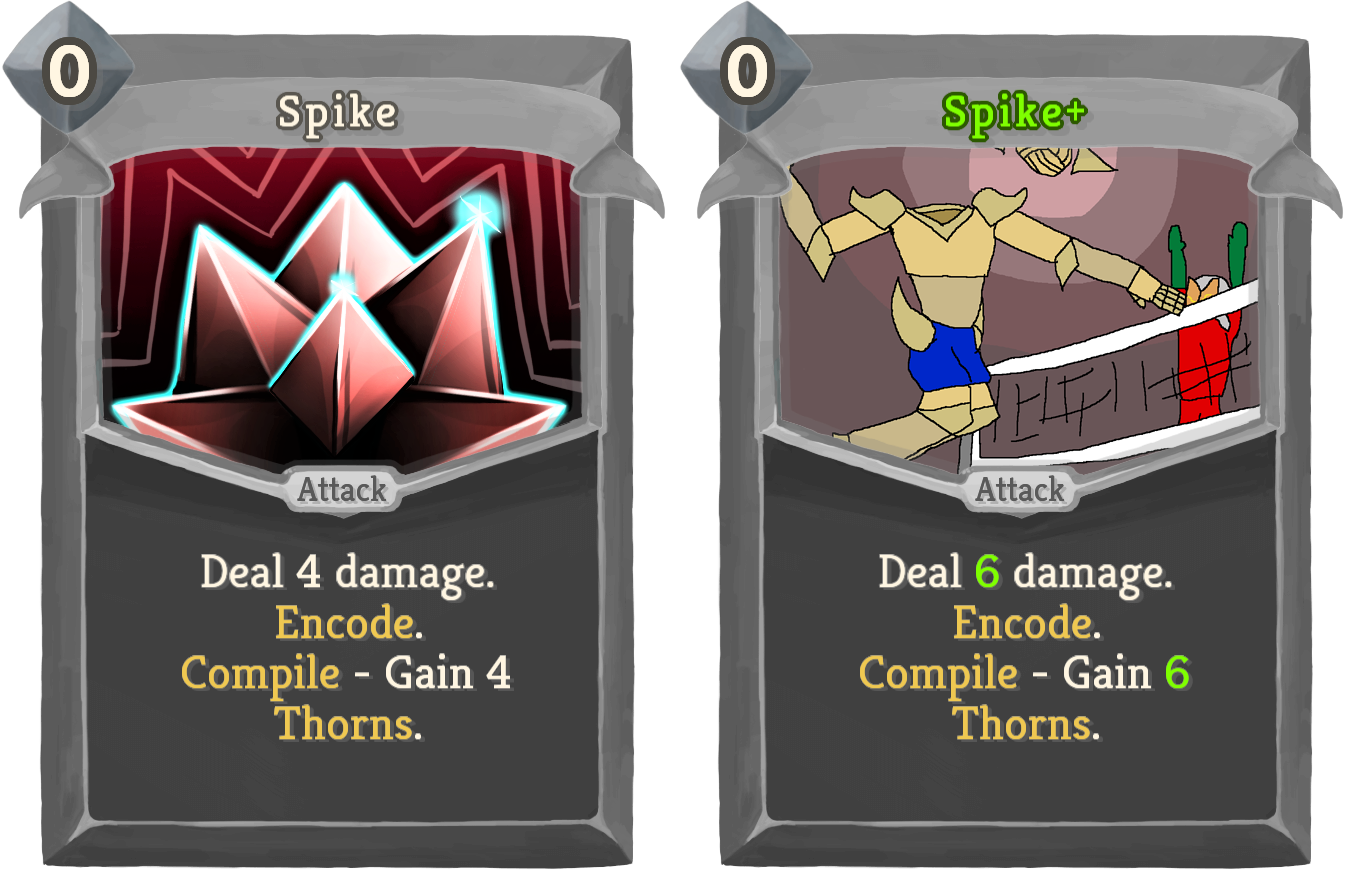 0
Spike
Attack
Deal 4 damage.
Encode.
Compile - Gain 4
Thorns.
0
Spike+
Attack
Deal 6 damage.
Encode.
Compile - Gain 6
Thorns.